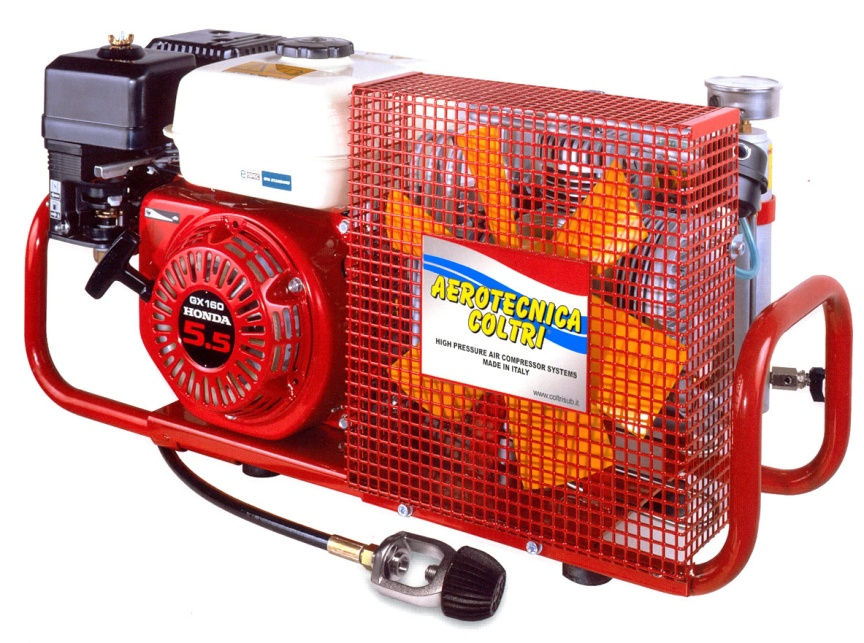 GX160
HONDA
5.5
AEROTECNICA
COLTRI
HIGH PRESSURE AIR COMPRESSOR SYSTEMS
MADE IN ITALY
www.coltrisub.it